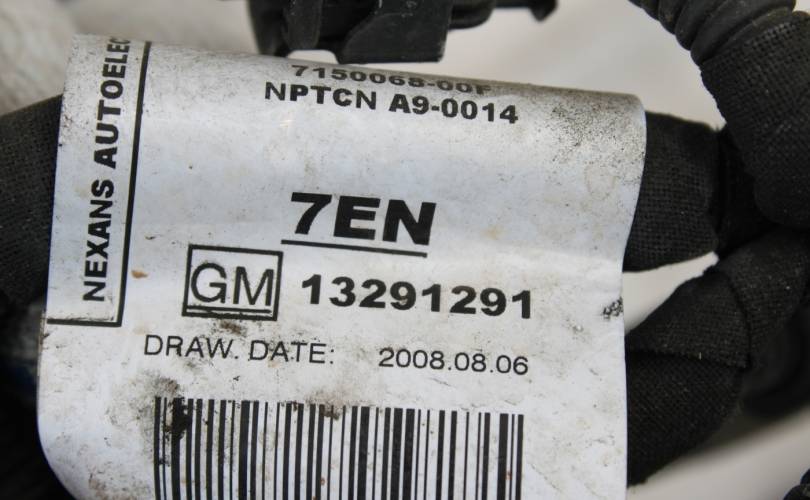 NEXANS AUTOELEC
7150068-00F
NPTCN A9-0014
7EN
GM 13291291
DRAW. DATE: 2008.08.06